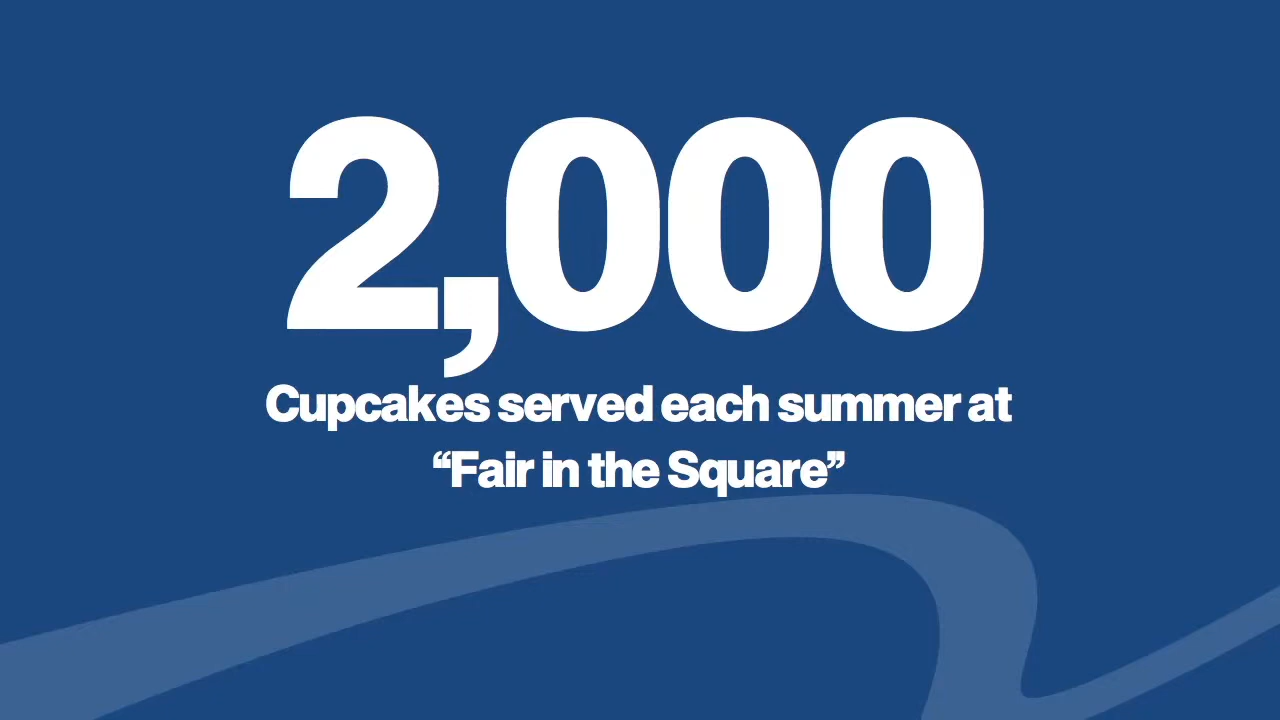 2,000
Cupcakes served each summer at
“Fair in the Square”